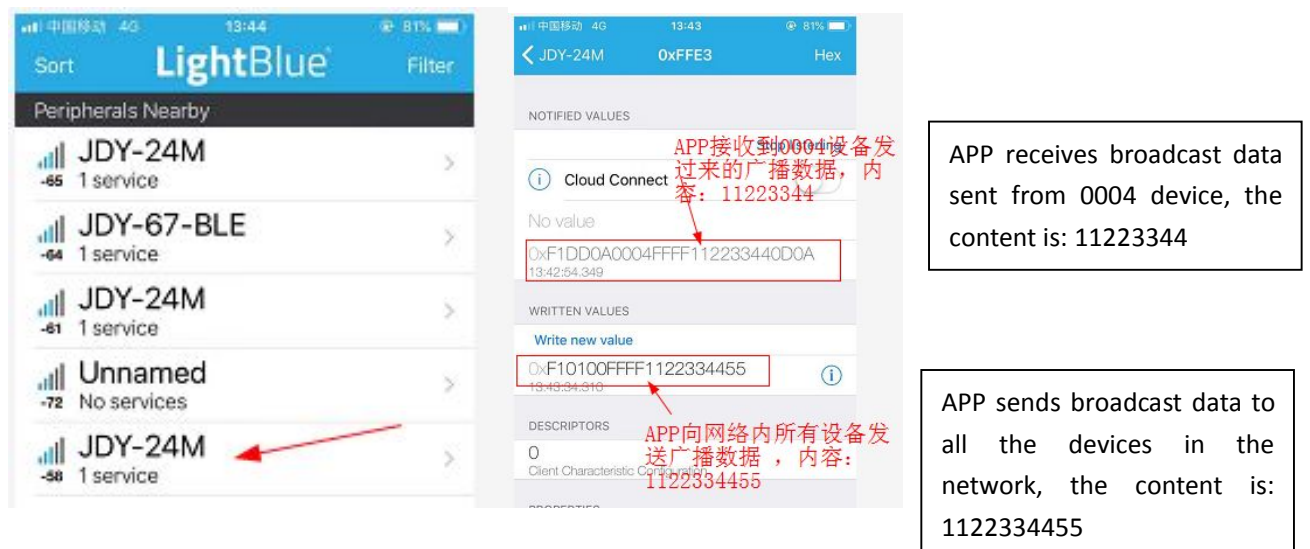 中国移动 4G 13:44 @ 81%
Sort LightBlue Filter
Peripherals Nearby
JDY-24M
-65 1 service
JDY-67-BLE
-64 1 service
JDY-24M
-61 1 service
Unnamed
-72 No services
JDY-24M
-58 1 service
中国移动 4G 13:43 @ 81%
JDY-24M 0xFFE3 Hex
NOTIFIED VALUES
Stop listening
APP接收到0004设备发
过来的广播数据，内
容：11223344
Cloud Connect
No value
0xF1DD0A0004FFFF112233440D0A
13:42:54.349
WRITTEN VALUES
Write new value
0xF10100FFFF1122334455
13:43:34.310
DESCRIPTORS
APP向网络内所有设备发
送广播数据 ，内容：
1122334455
0
Client Characteristic Configuration
PROPERTIES
APP receives broadcast data
sent from 0004 device, the
content is: 11223344
APP sends broadcast data to
all the devices in the
network, the content is:
1122334455